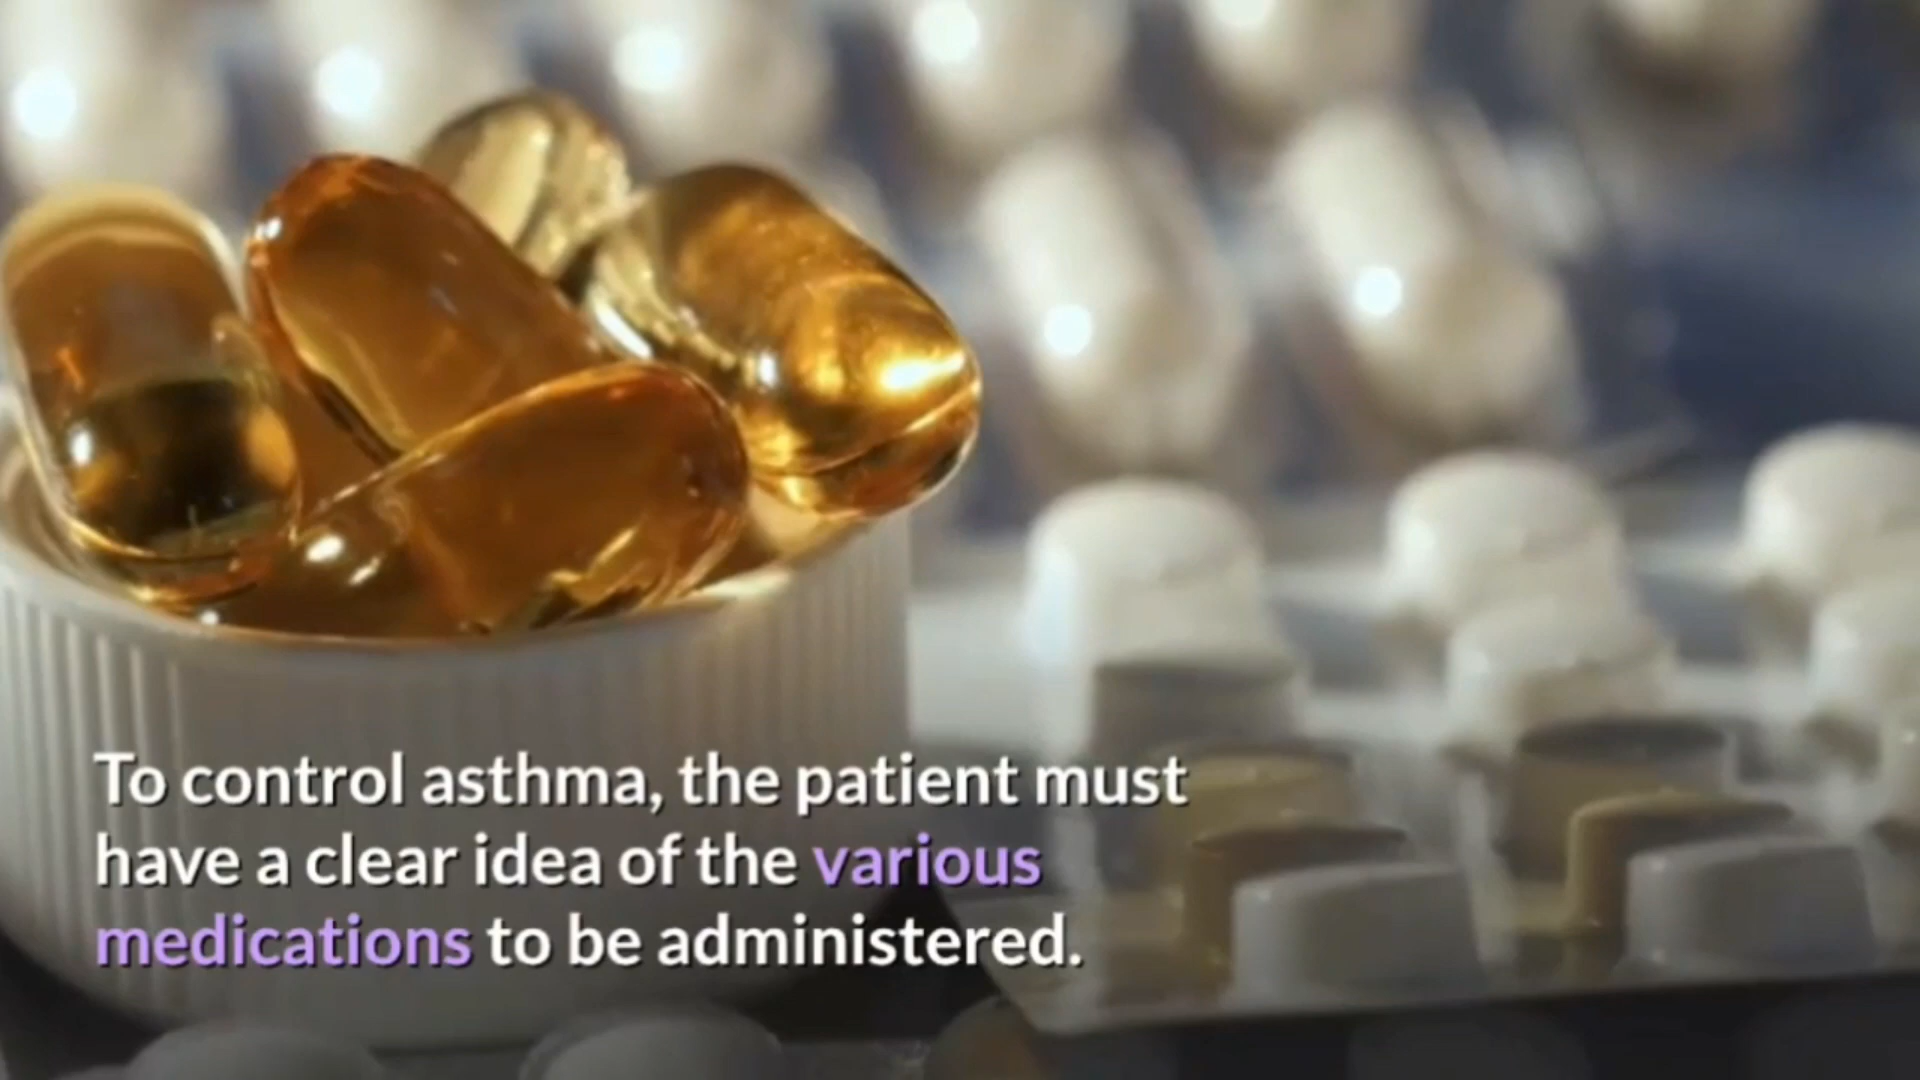 To control asthma, the patient must
have a clear idea of the various
medications to be administered.